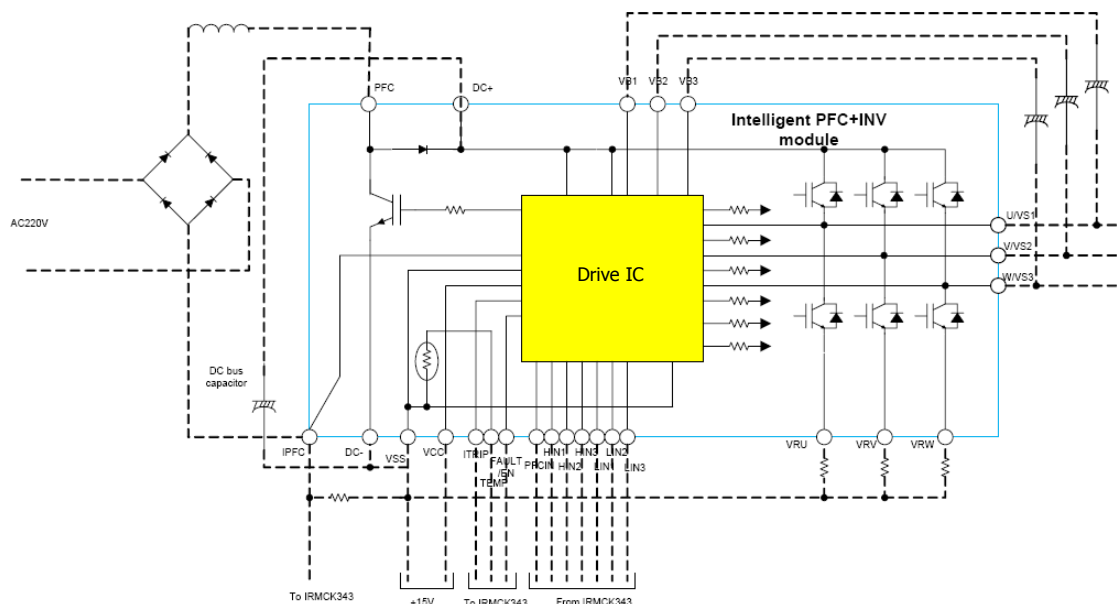 PFC
DC+
VB1
VB2
VB3
Intelligent PFC+INV
module
AC220V
U/VS1
V/VS2
W/VS3
Drive IC
DC bus
capacitor
IPFC
DC-
VSS
VCC
ITRIP
TEMP
FAULT
/EN
PFCIN
HIN1
HIN2
HIN3
LIN1
LIN2
LIN3
VRU
VRV
VRW
To IRMCK343
+15V
To IRMCK343
From IRMCK343